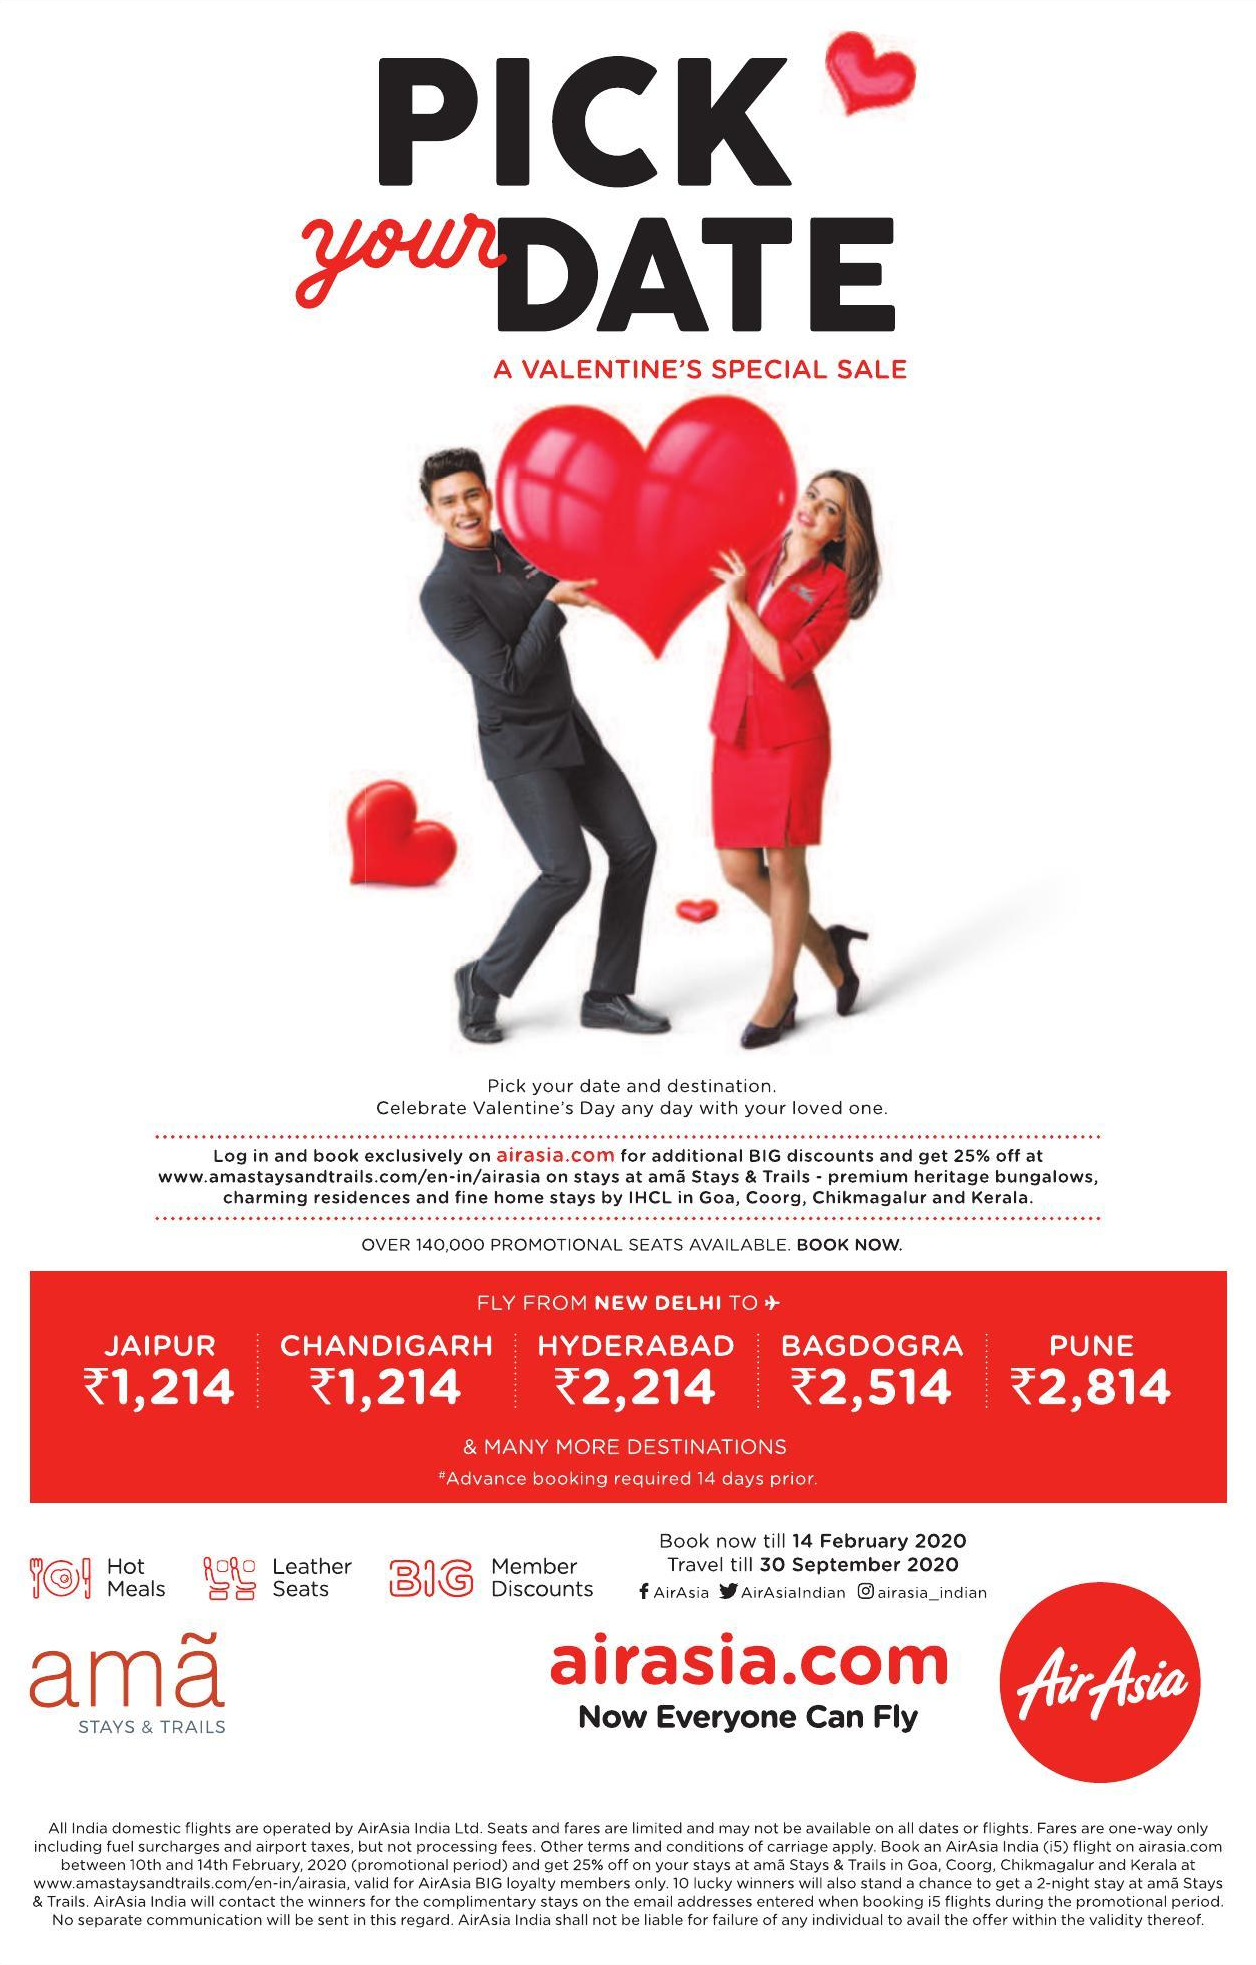 PICK
your DATE
A VALENTINE'S SPECIAL SALE
Pick your date and destination.
Celebrate Valentine's Day any day with your loved one.
Log in and book exclusively on airasia.com for additional BIG discounts and get 25% off at
www.amastaysandtrails.com/en-in/airasia on stays at amã Stays & Trails - premium heritage bungalows,
charming residences and fine home stays by IHCL in Goa, Coorg, Chikmagalur and Kerala.
OVER 140,000 PROMOTIONAL SEATS AVAILABLE. BOOK NOW.
FLY FROM NEW DELHI TO
JAIPUR CHANDIGARH HYDERABAD BAGDOGRA PUNE
₹1,214 ₹1,214 ₹2,214 ₹2,514 ₹2,814
& MANY MORE DESTINATIONS
#Advance booking required 14 days prior.
Hot
Meals
Leather
Seats
BIG
Member
Discounts
Book now till 14 February 2020
Travel till 30 September 2020
AirAsia AirAsiaIndian airasia_indian
amã
STAYS & TRAILS
airasia.com
Now Everyone Can Fly
AirAsia
All India domestic flights are operated by AirAsia India Ltd. Seats and fares are limited and may not be available on all dates or flights. Fares are one-way only
including fuel surcharges and airport taxes, but not processing fees. Other terms and conditions of carriage apply. Book an AirAsia India (i5) flight on airasia.com
between 10th and 14th February, 2020 (promotional period) and get 25% off on your stays at amã Stays & Trails in Goa, Coorg, Chikmagalur and Kerala at
www.amastaysandtrails.com/en-in/airasia, valid for AirAsia BIG loyalty members only. 10 lucky winners will also stand a chance to get a 2-night stay at amã Stays
& Trails. AirAsia India will contact the winners for the complimentary stays on the email addresses entered when booking i5 flights during the promotional period.
No separate communication will be sent in this regard. AirAsia India shall not be liable for failure of any individual to avail the offer within the validity thereof.